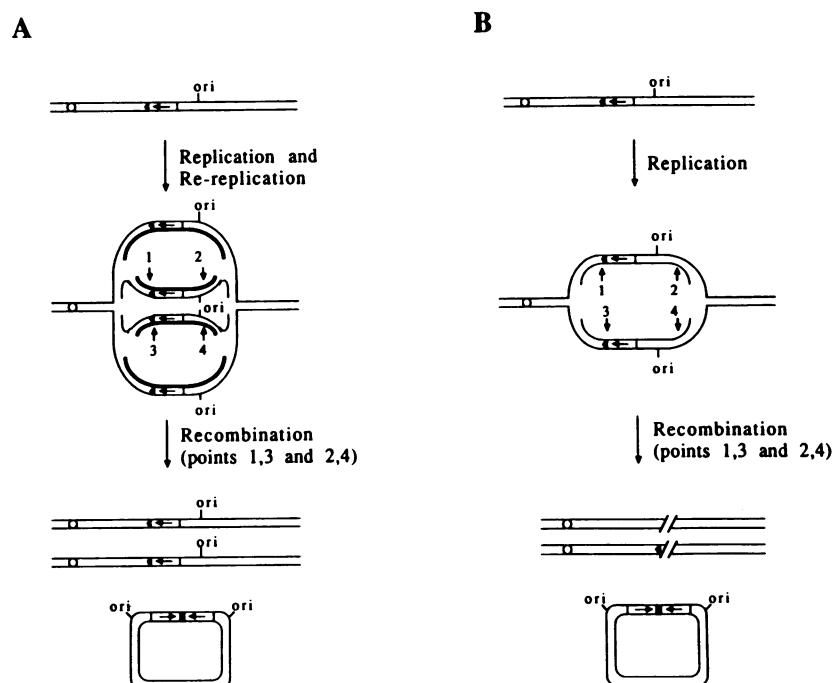 A
ori
Replication and
Re-replication
ori
1 2
ori
3 4
ori
Recombination
(points 1,3 and 2,4)
ori
ori
ori ori
B
ori
Replication
ori
1 2
3 4
ori
Recombination
(points 1,3 and 2,4)
ori ori